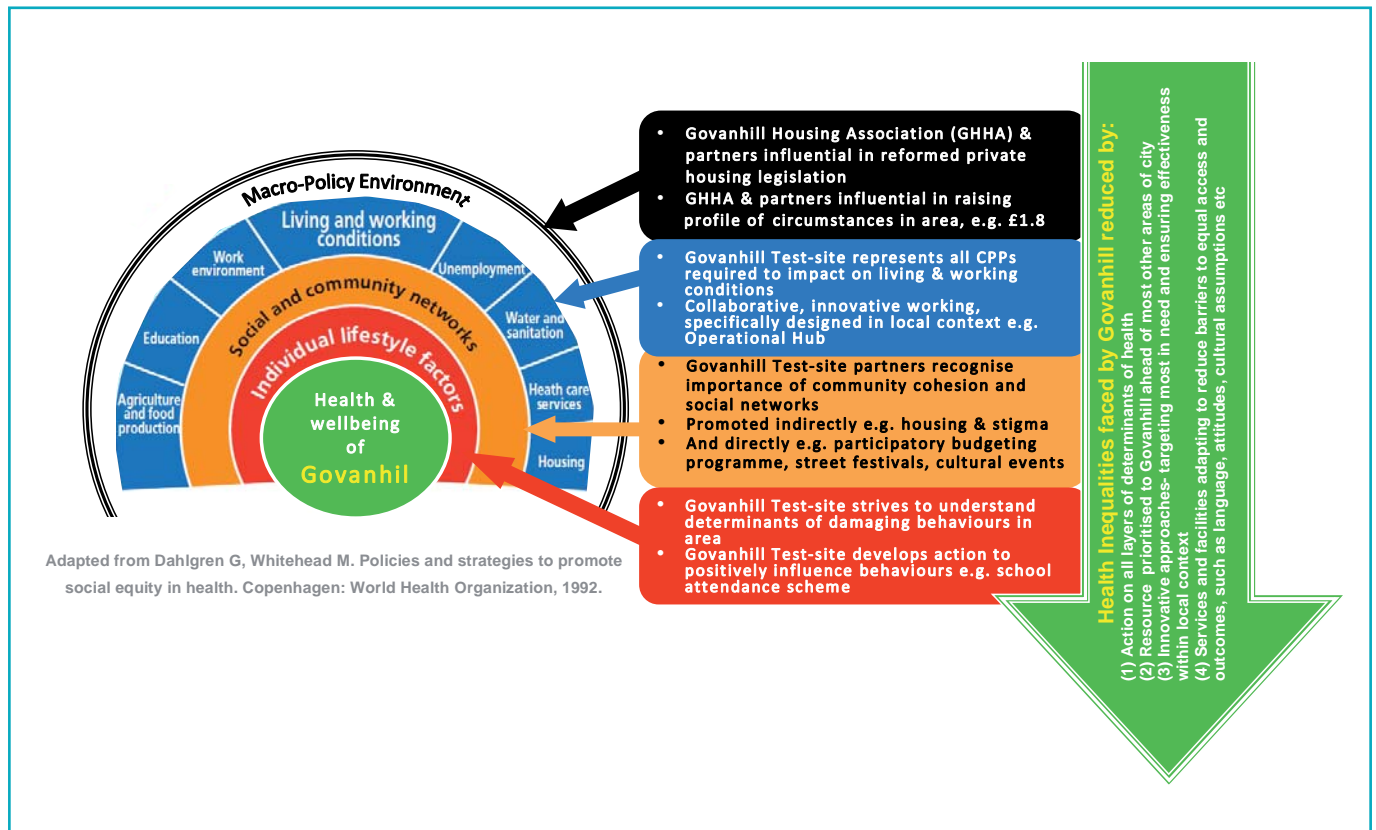 Macro-Policy Environment
Living and working
conditions
Work
environment
Unemployment
Education
Water and
sanitation
Agriculture
and food
production
Heath care
services
Housing
Social and community networks
Individual lifestyle factors
Health &
wellbeing
of
Govanhil
Adapted from Dahlgren G, Whitehead M. Policies and strategies to promote
social equity in health. Copenhagen: World Health Organization, 1992.
• Govanhill Housing Association (GHHA) &
partners influential in reformed private
housing legislation
• GHHA & partners influential in raising
profile of circumstances in area, e.g. £1.8
• Govanhill Test-site represents all CPPs
required to impact on living & working
conditions
• Collaborative, innovative working,
specifically designed in local context e.g.
Operational Hub
• Govanhill Test-site partners recognise
importance of community cohesion and
social networks
• Promoted indirectly e.g. housing & stigma
• And directly e.g. participatory budgeting
programme, street festivals, cultural events
• Govanhill Test-site strives to understand
determinants of damaging behaviours in
area
• Govanhill Test-site develops action to
positively influence behaviours e.g. school
attendance scheme
Health Inequalities faced by Govanhill reduced by:
(1) Action on all layers of determinants of health
(2) Resource prioritised to Govanhill ahead of most other areas of city
(3) Innovative approaches- targeting most in need and ensuring effectiveness
within local context
(4) Services and facilities adapting to reduce barriers to equal access and
outcomes, such as language, attitudes, cultural assumptions etc